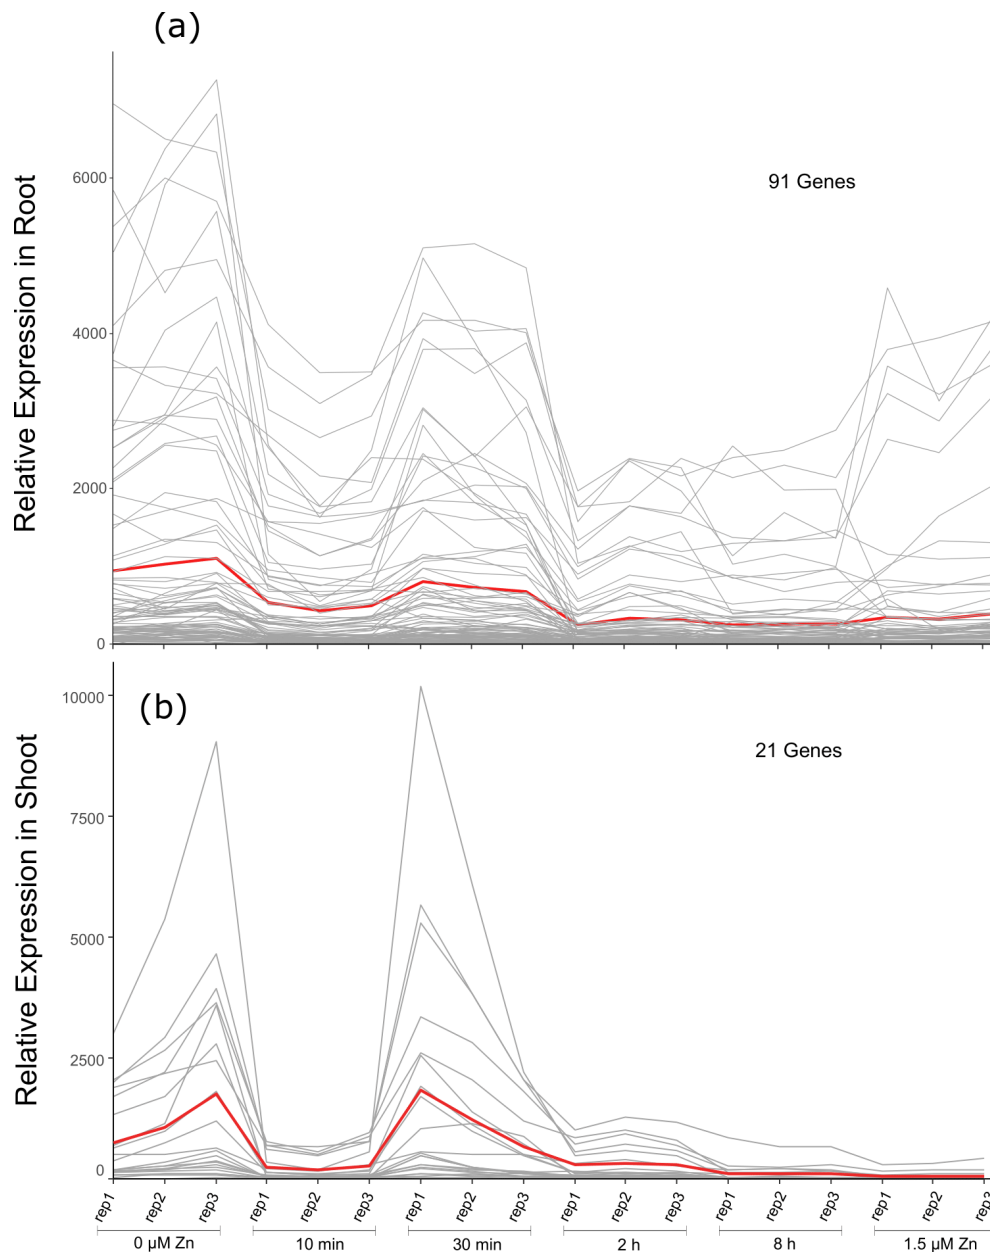 (a)
Relative Expression in Root
6000
4000
2000
0
91 Genes
(b)
Relative Expression in Shoot
10000
7500
5000
2500
0
21 Genes
rep1 rep2 rep3 rep1 rep2 rep3 rep1 rep2 rep3 rep1 rep2 rep3 rep1 rep2 rep3 rep1 rep2 rep3
0 µM Zn 10 min 30 min 2 h 8 h 1.5 µM Zn